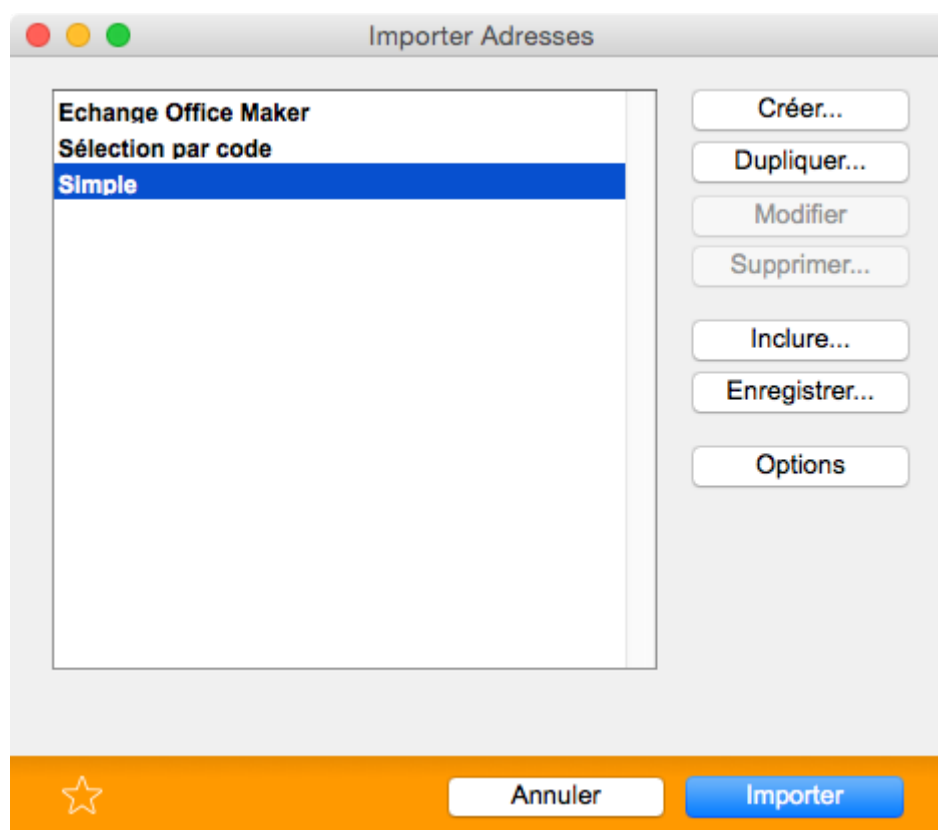 Importer Adresses
Echange Office Maker
Sélection par code
Simple
Créer...
Dupliquer...
Modifier
Supprimer...
Inclure...
Enregistrer...
Options
Annuler
Importer